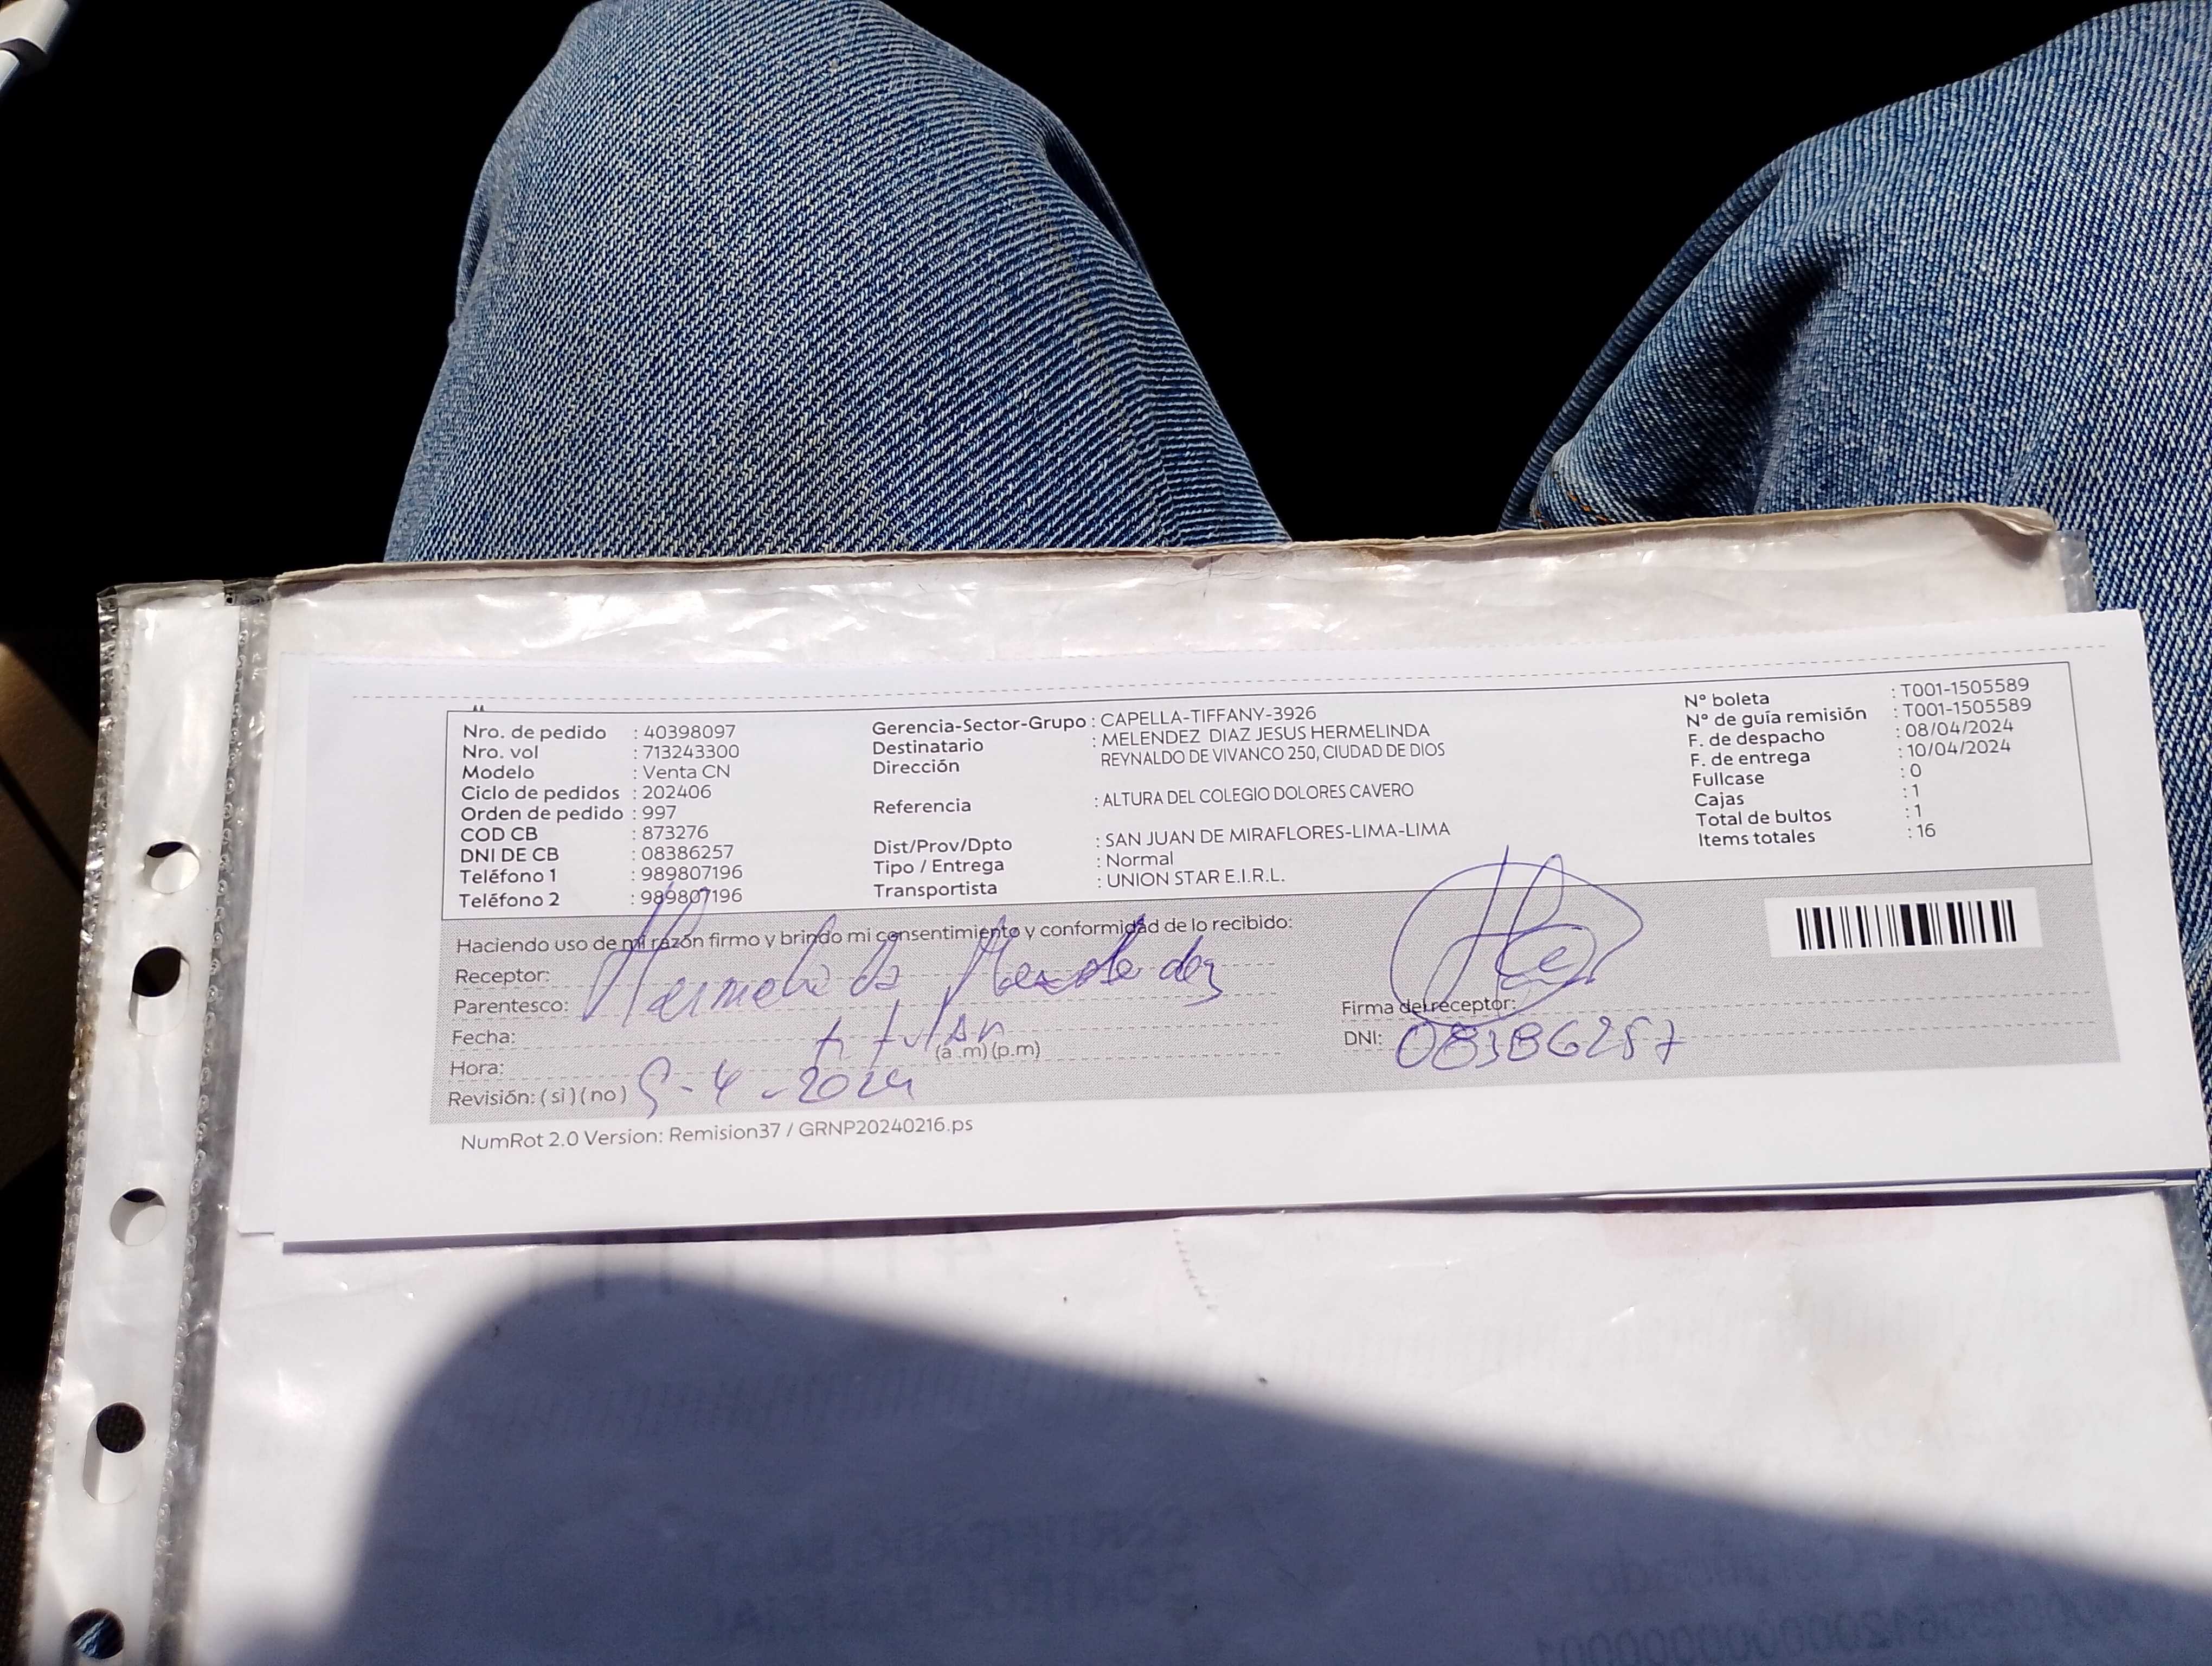 Nro. de pedido : 40398097
Nro. vol : 713243300
Modelo : Venta CN
Ciclo de pedidos : 202406
Orden de pedido : 997
COD CB : 873276
DNI DE CB : 08386257
Teléfono 1 : 989807196
Teléfono 2 : 989807196
Gerencia-Sector-Grupo : CAPELLA-TIFFANY-3926
Destinatario : MELENDEZ DIAZ JESUS HERMELINDA
Dirección REYNALDO DE VIVANCO 250, CIUDAD DE DIOS
Referencia : ALTURA DEL COLEGIO DOLORES CAVERO
Dist/Prov/Dpto : SAN JUAN DE MIRAFLORES-LIMA-LIMA
Tipo / Entrega : Normal
Transportista : UNION STAR E.I.R.L.
N° boleta : T001-1505589
N° de guía remisión : T001-1505589
F. de despacho : 08/04/2024
F. de entrega : 10/04/2024
Fullcase : 0
Cajas : 1
Total de bultos : 1
Items totales : 16
Haciendo uso de mi razón firmo y brindo mi consentimiento y conformidad de lo recibido:
Receptor:
Parentesco:
Fecha: titular
Hora: (a .m) (p.m)
Revisión: ( si ) ( no ) 9-4-2024
Firma del receptor:
DNI: 08386257
NumRot 2.0 Version: Remision37 / GRNP20240216.ps